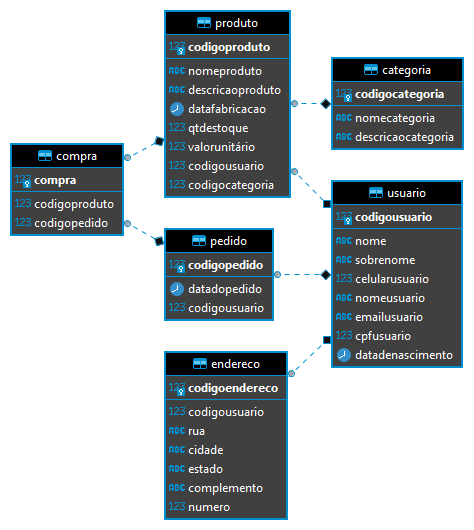 produto
123 codigoproduto
ABC nomeproduto
ABC descricaoproduto
datafabricacao
123 qtdestoque
123 valorunitário
123 codigousuario
123 codigocategoria
categoria
123 codigocategoria
ABC nomecategoria
ABC descricaocategoria
compra
123 compra
123 codigoproduto
123 codigopedido
usuario
123 codigousuario
ABC nome
ABC sobrenome
123 celularusuario
ABC nomeusuario
ABC emailusuario
123 cpfusuario
datadenascimento
pedido
123 codigopedido
datadopedido
123 codigousuario
endereco
123 codigoendereco
123 codigousuario
ABC rua
ABC cidade
ABC estado
ABC complemento
123 numero